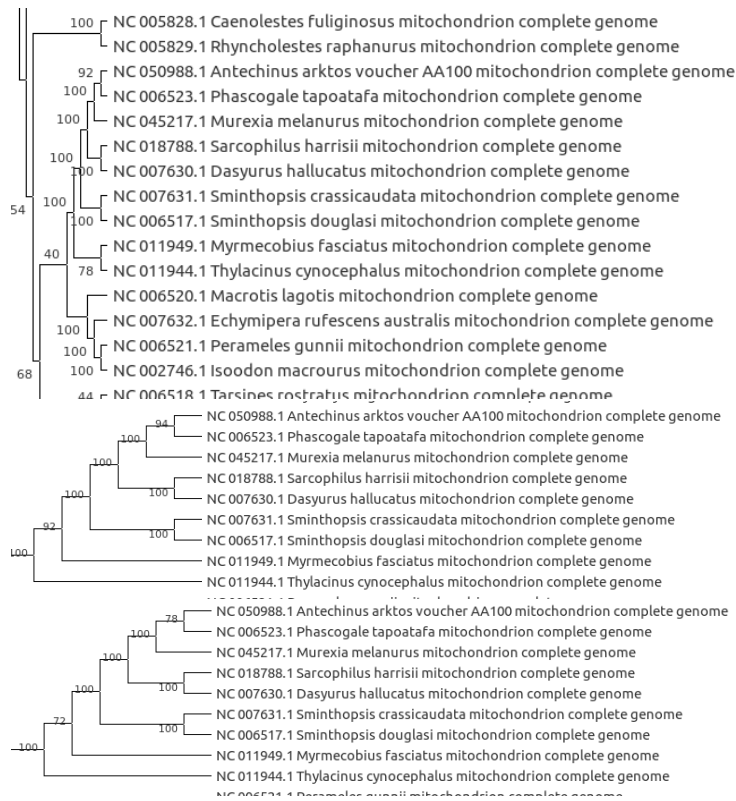 100 NC 005828.1 Caenolestes fuliginosus mitochondrion complete genome
NC 005829.1 Rhyncholestes raphanurus mitochondrion complete genome
92 NC 050988.1 Antechinus arktos voucher AA100 mitochondrion complete genome
100 NC 006523.1 Phascogale tapoatafa mitochondrion complete genome
100 NC 045217.1 Murexia melanurus mitochondrion complete genome
NC 018788.1 Sarcophilus harrisii mitochondrion complete genome
100 100 NC 007630.1 Dasyurus hallucatus mitochondrion complete genome
NC 007631.1 Sminthopsis crassicaudata mitochondrion complete genome
54 100 100 NC 006517.1 Sminthopsis douglasi mitochondrion complete genome
NC 011949.1 Myrmecobius fasciatus mitochondrion complete genome
40 78 NC 011944.1 Thylacinus cynocephalus mitochondrion complete genome
NC 006520.1 Macrotis lagotis mitochondrion complete genome
100 NC 007632.1 Echymipera rufescens australis mitochondrion complete genome
100 NC 006521.1 Perameles gunnii mitochondrion complete genome
68 100 NC 002746.1 Isoodon macrourus mitochondrion complete genome
44 NC 006518.1 Tarsipes rostratus mitochondrion complete genome
NC 050988.1 Antechinus arktos voucher AA100 mitochondrion complete genome
94 NC 006523.1 Phascogale tapoatafa mitochondrion complete genome
100 NC 045217.1 Murexia melanurus mitochondrion complete genome
100 NC 018788.1 Sarcophilus harrisii mitochondrion complete genome
100 100 NC 007630.1 Dasyurus hallucatus mitochondrion complete genome
NC 007631.1 Sminthopsis crassicaudata mitochondrion complete genome
92 100 NC 006517.1 Sminthopsis douglasi mitochondrion complete genome
100 NC 011949.1 Myrmecobius fasciatus mitochondrion complete genome
NC 011944.1 Thylacinus cynocephalus mitochondrion complete genome
NC 050988.1 Antechinus arktos voucher AA100 mitochondrion complete genome
78 NC 006523.1 Phascogale tapoatafa mitochondrion complete genome
100 NC 045217.1 Murexia melanurus mitochondrion complete genome
100 NC 018788.1 Sarcophilus harrisii mitochondrion complete genome
100 100 NC 007630.1 Dasyurus hallucatus mitochondrion complete genome
NC 007631.1 Sminthopsis crassicaudata mitochondrion complete genome
72 100 NC 006517.1 Sminthopsis douglasi mitochondrion complete genome
100 NC 011949.1 Myrmecobius fasciatus mitochondrion complete genome
NC 011944.1 Thylacinus cynocephalus mitochondrion complete genome